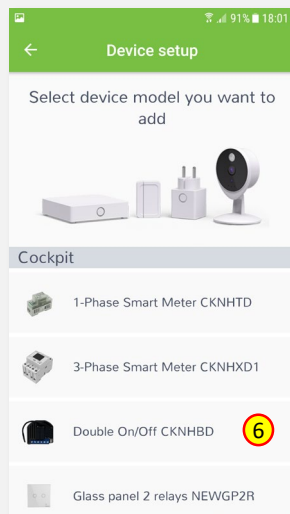 91% 18:01
Device setup
Select device model you want to
add
Cockpit
1-Phase Smart Meter CKNHTD
3-Phase Smart Meter CKNHXD1
Double On/Off CKNHBD 6
Glass panel 2 relays NEWGP2R